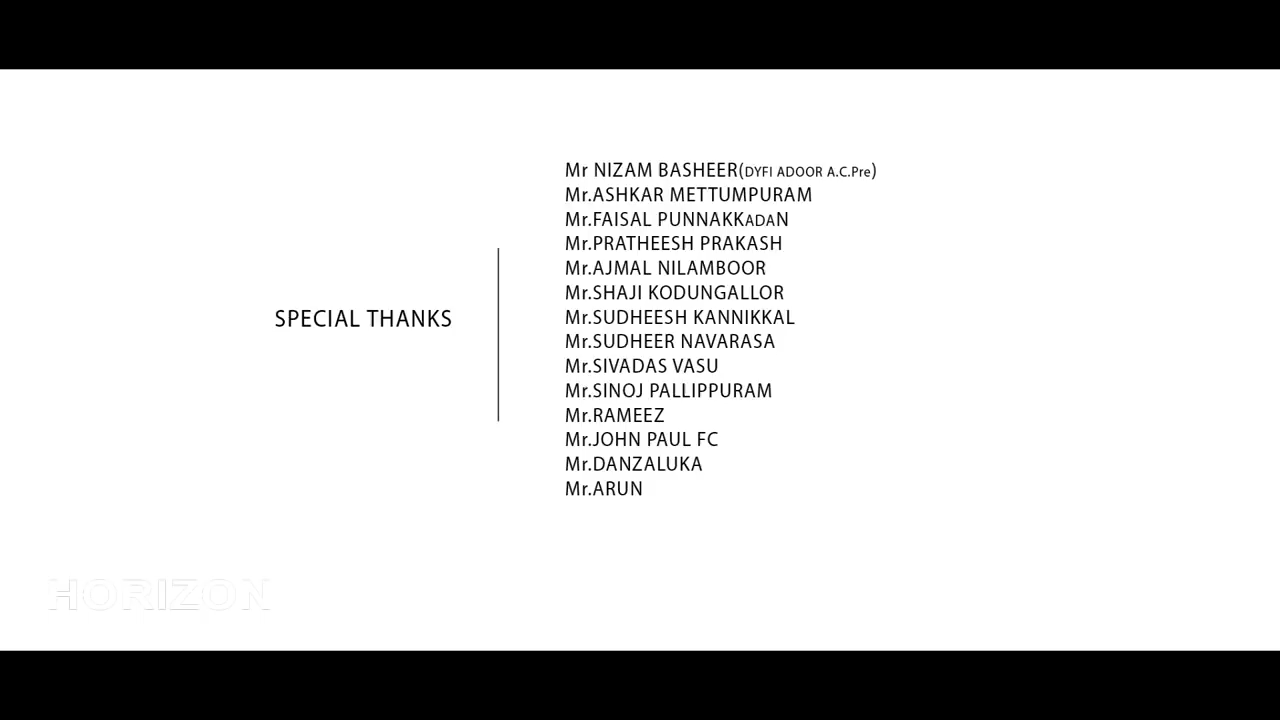 SPECIAL THANKS
Mr NIZAM BASHEER(DYFI ADOOR A.C.Pre)
Mr.ASHKAR METTUMPURAM
Mr.FAISAL PUNNAKKADAN
Mr.PRATHEESH PRAKASH
Mr.AJMAL NILAMBOOR
Mr.SHAJI KODUNGALLOR
Mr.SUDHEESH KANNIKKAL
Mr.SUDHEER NAVARASA
Mr.SIVADAS VASU
Mr.SINOJ PALLIPPURAM
Mr.RAMEEZ
Mr.JOHN PAUL FC
Mr.DANZALUKA
Mr.ARUN
HORIZON